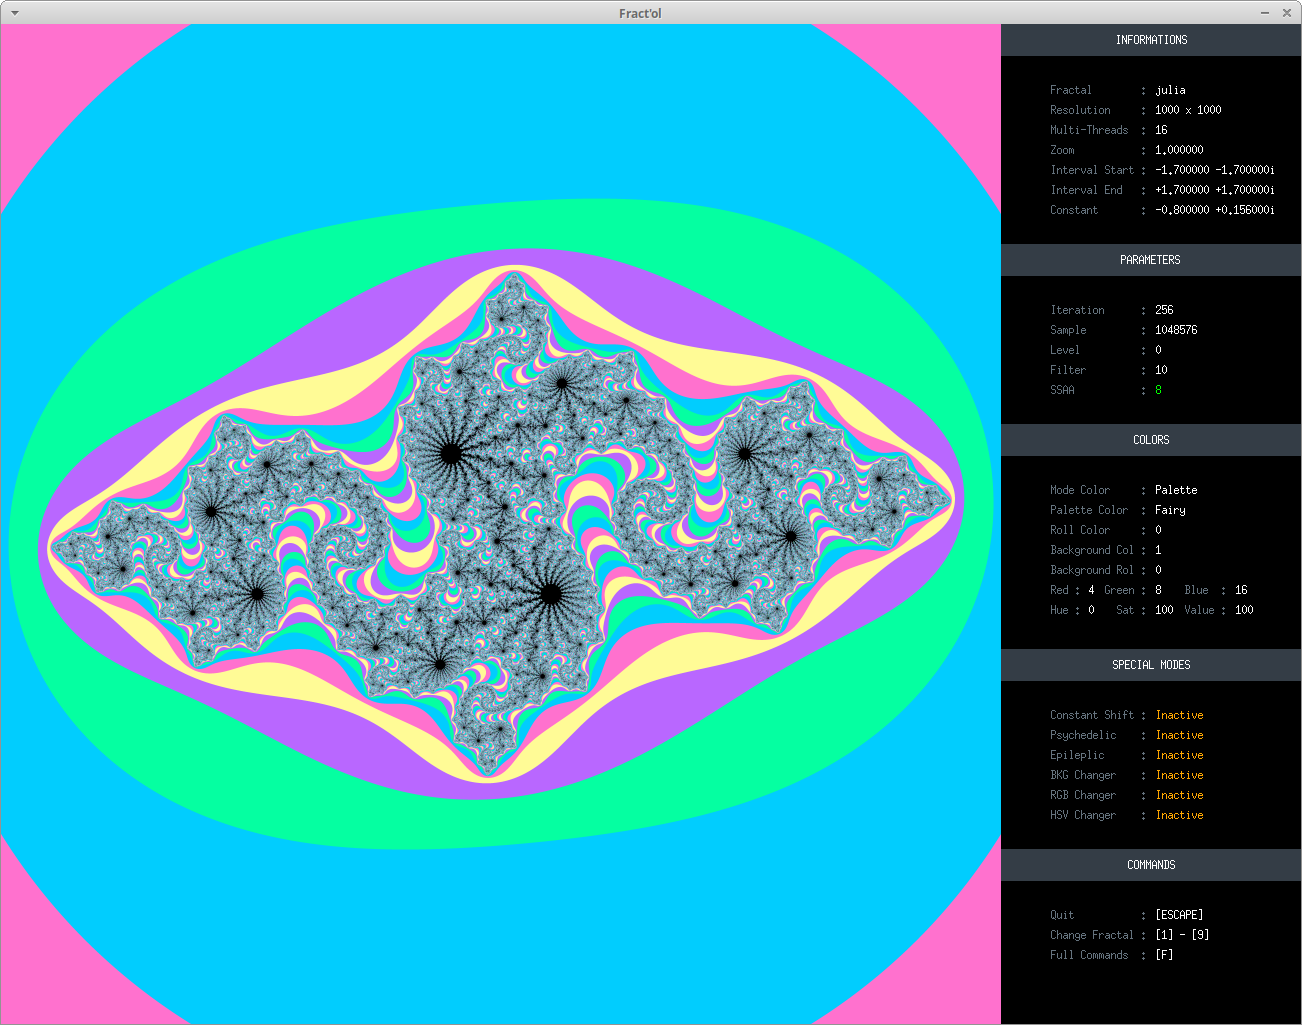 Fract'ol
INFORMATIONS
Fractal : julia
Resolution : 1000 x 1000
Multi-Threads : 16
Zoom : 1.000000
Interval Start : -1.700000 -1.700000i
Interval End : +1.700000 +1.700000i
Constant : -0.800000 +0.156000i
PARAMETERS
Iteration : 256
Sample : 1048576
Level : 0
Filter : 10
SSAA : 8
COLORS
Mode Color : Palette
Palette Color : Fairy
Roll Color : 0
Background Col : 1
Background Rol : 0
Red : 4 Green : 8 Blue : 16
Hue : 0 Sat : 100 Value : 100
SPECIAL MODES
Constant Shift : Inactive
Psychedelic : Inactive
Epileplic : Inactive
BKG Changer : Inactive
RGB Changer : Inactive
HSV Changer : Inactive
COMMANDS
Quit : [ESCAPE]
Change Fractal : [1] - [9]
Full Commands : [F]